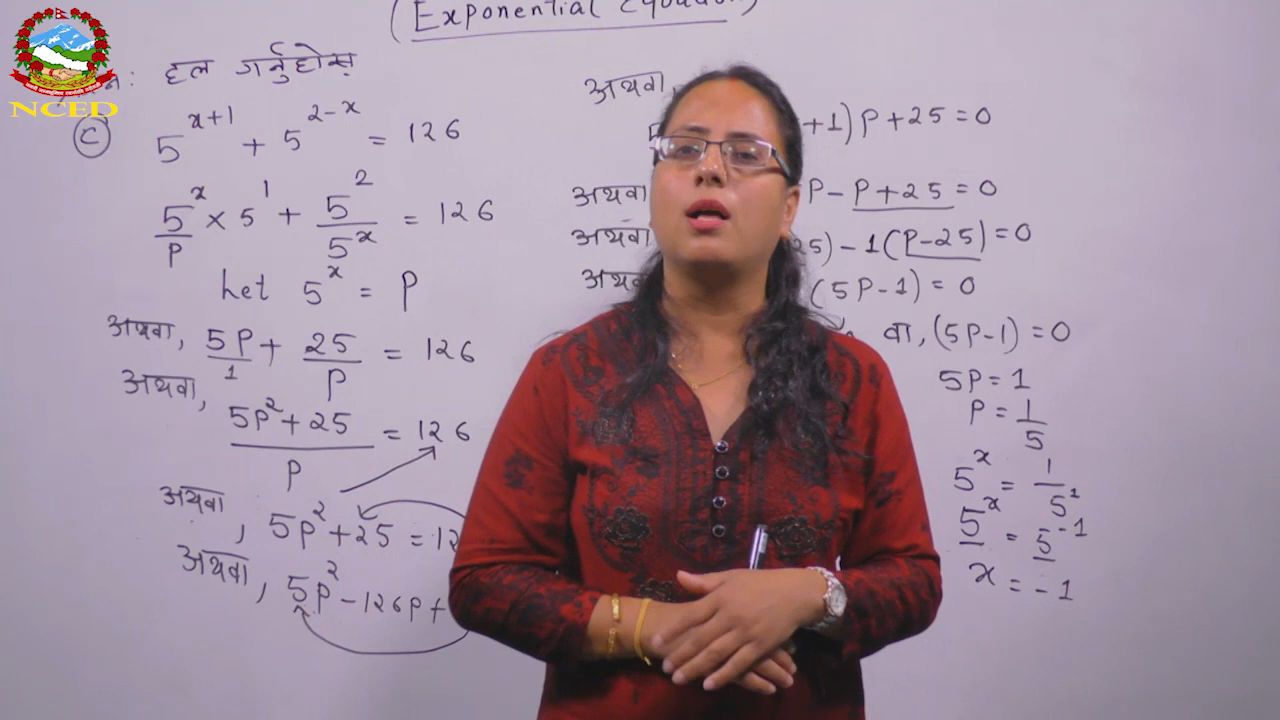 (Exponential Equation)
NCED
हल गर्नुहोस्
c
5^{x+1} + 5^{2-x} = 126
5^x × 5^1 + 5^2/5^x = 126
P
Let 5^x = P
अथवा, 5P/1 + 25/P = 126
अथवा,
(5P^2 + 25)/P = 126
अथवा, 5P^2 + 25 = 12
अथवा, 5P^2 - 126P +
अथवा,
+1)P + 25 = 0
अथवा P - P + 25 = 0
अथवा 25) - 1(P - 25) = 0
अथवा (5P - 1) = 0
वा, (5P - 1) = 0
5P = 1
P = 1/5
5^x = 1/5^1
5^x = 5^{-1}
x = -1